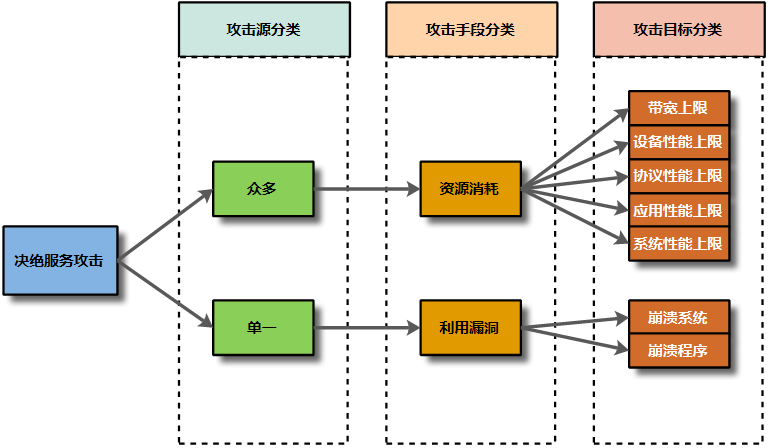 攻击源分类
攻击手段分类
攻击目标分类
决绝服务攻击
众多
单一
资源消耗
利用漏洞
带宽上限
设备性能上限
协议性能上限
应用性能上限
系统性能上限
崩溃系统
崩溃程序